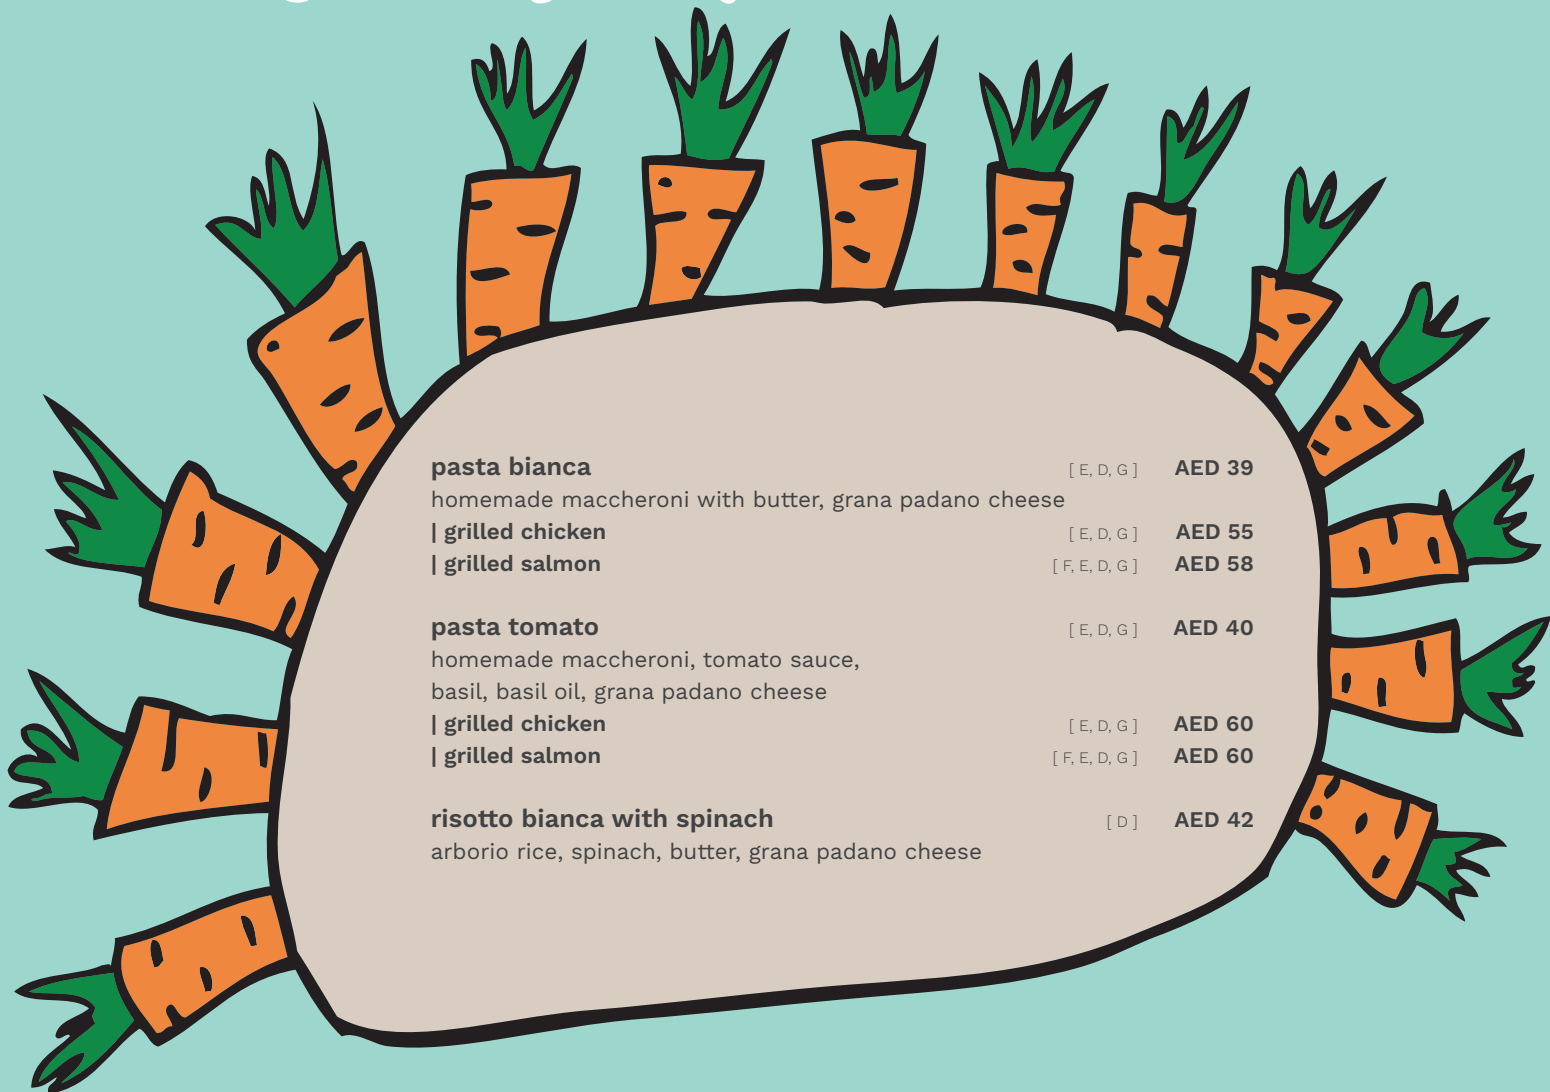 pasta bianca [ E, D, G ] AED 39
homemade maccheroni with butter, grana padano cheese
| grilled chicken [ E, D, G ] AED 55
| grilled salmon [ F, E, D, G ] AED 58
pasta tomato [ E, D, G ] AED 40
homemade maccheroni, tomato sauce,
basil, basil oil, grana padano cheese
| grilled chicken [ E, D, G ] AED 60
| grilled salmon [ F, E, D, G ] AED 60
risotto bianca with spinach [ D ] AED 42
arborio rice, spinach, butter, grana padano cheese